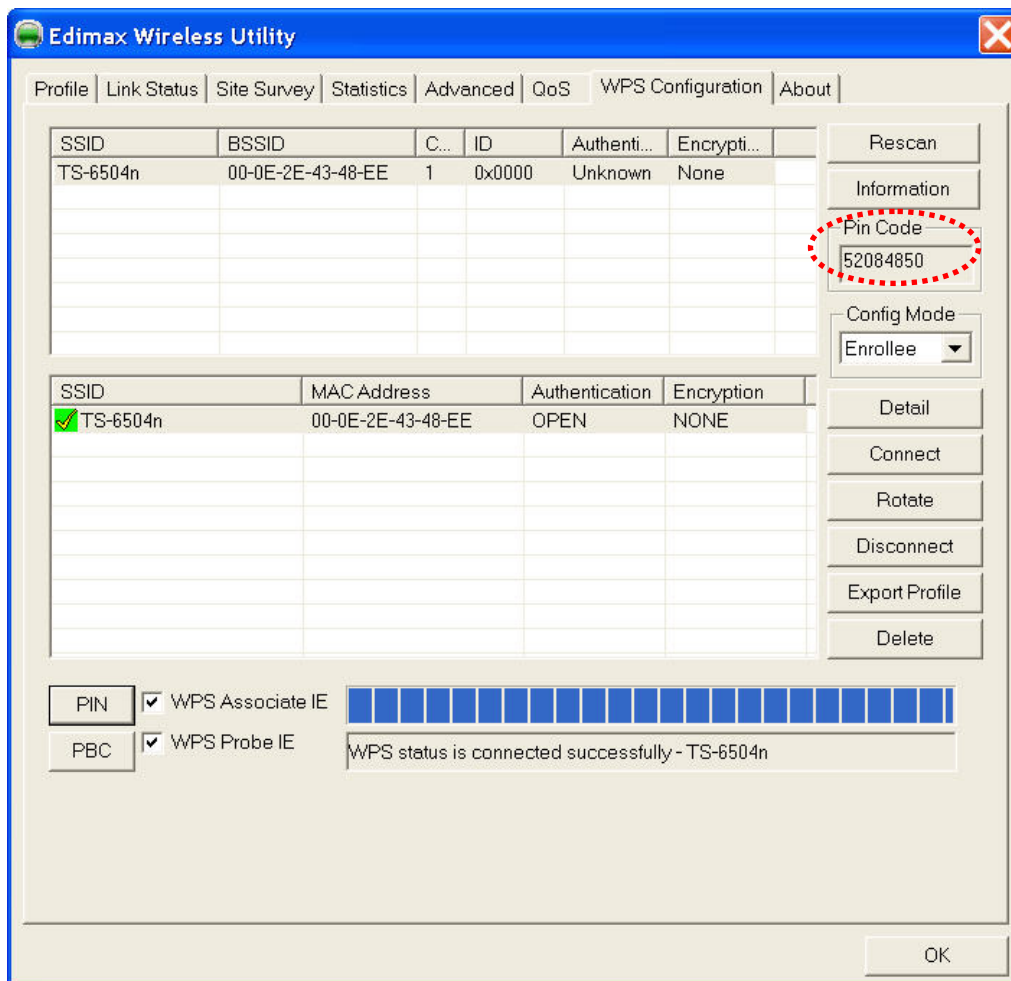 Edimax Wireless Utility
Profile Link Status Site Survey Statistics Advanced QoS WPS Configuration About
SSID BSSID C... ID Authenti... Encrypti...
TS-6504n 00-0E-2E-43-48-EE 1 0x0000 Unknown None
Rescan
Information
Pin Code
52084850
Config Mode
Enrollee
SSID MAC Address Authentication Encryption
TS-6504n 00-0E-2E-43-48-EE OPEN NONE
Detail
Connect
Rotate
Disconnect
Export Profile
Delete
PIN WPS Associate IE
PBC WPS Probe IE
WPS status is connected successfully - TS-6504n
OK